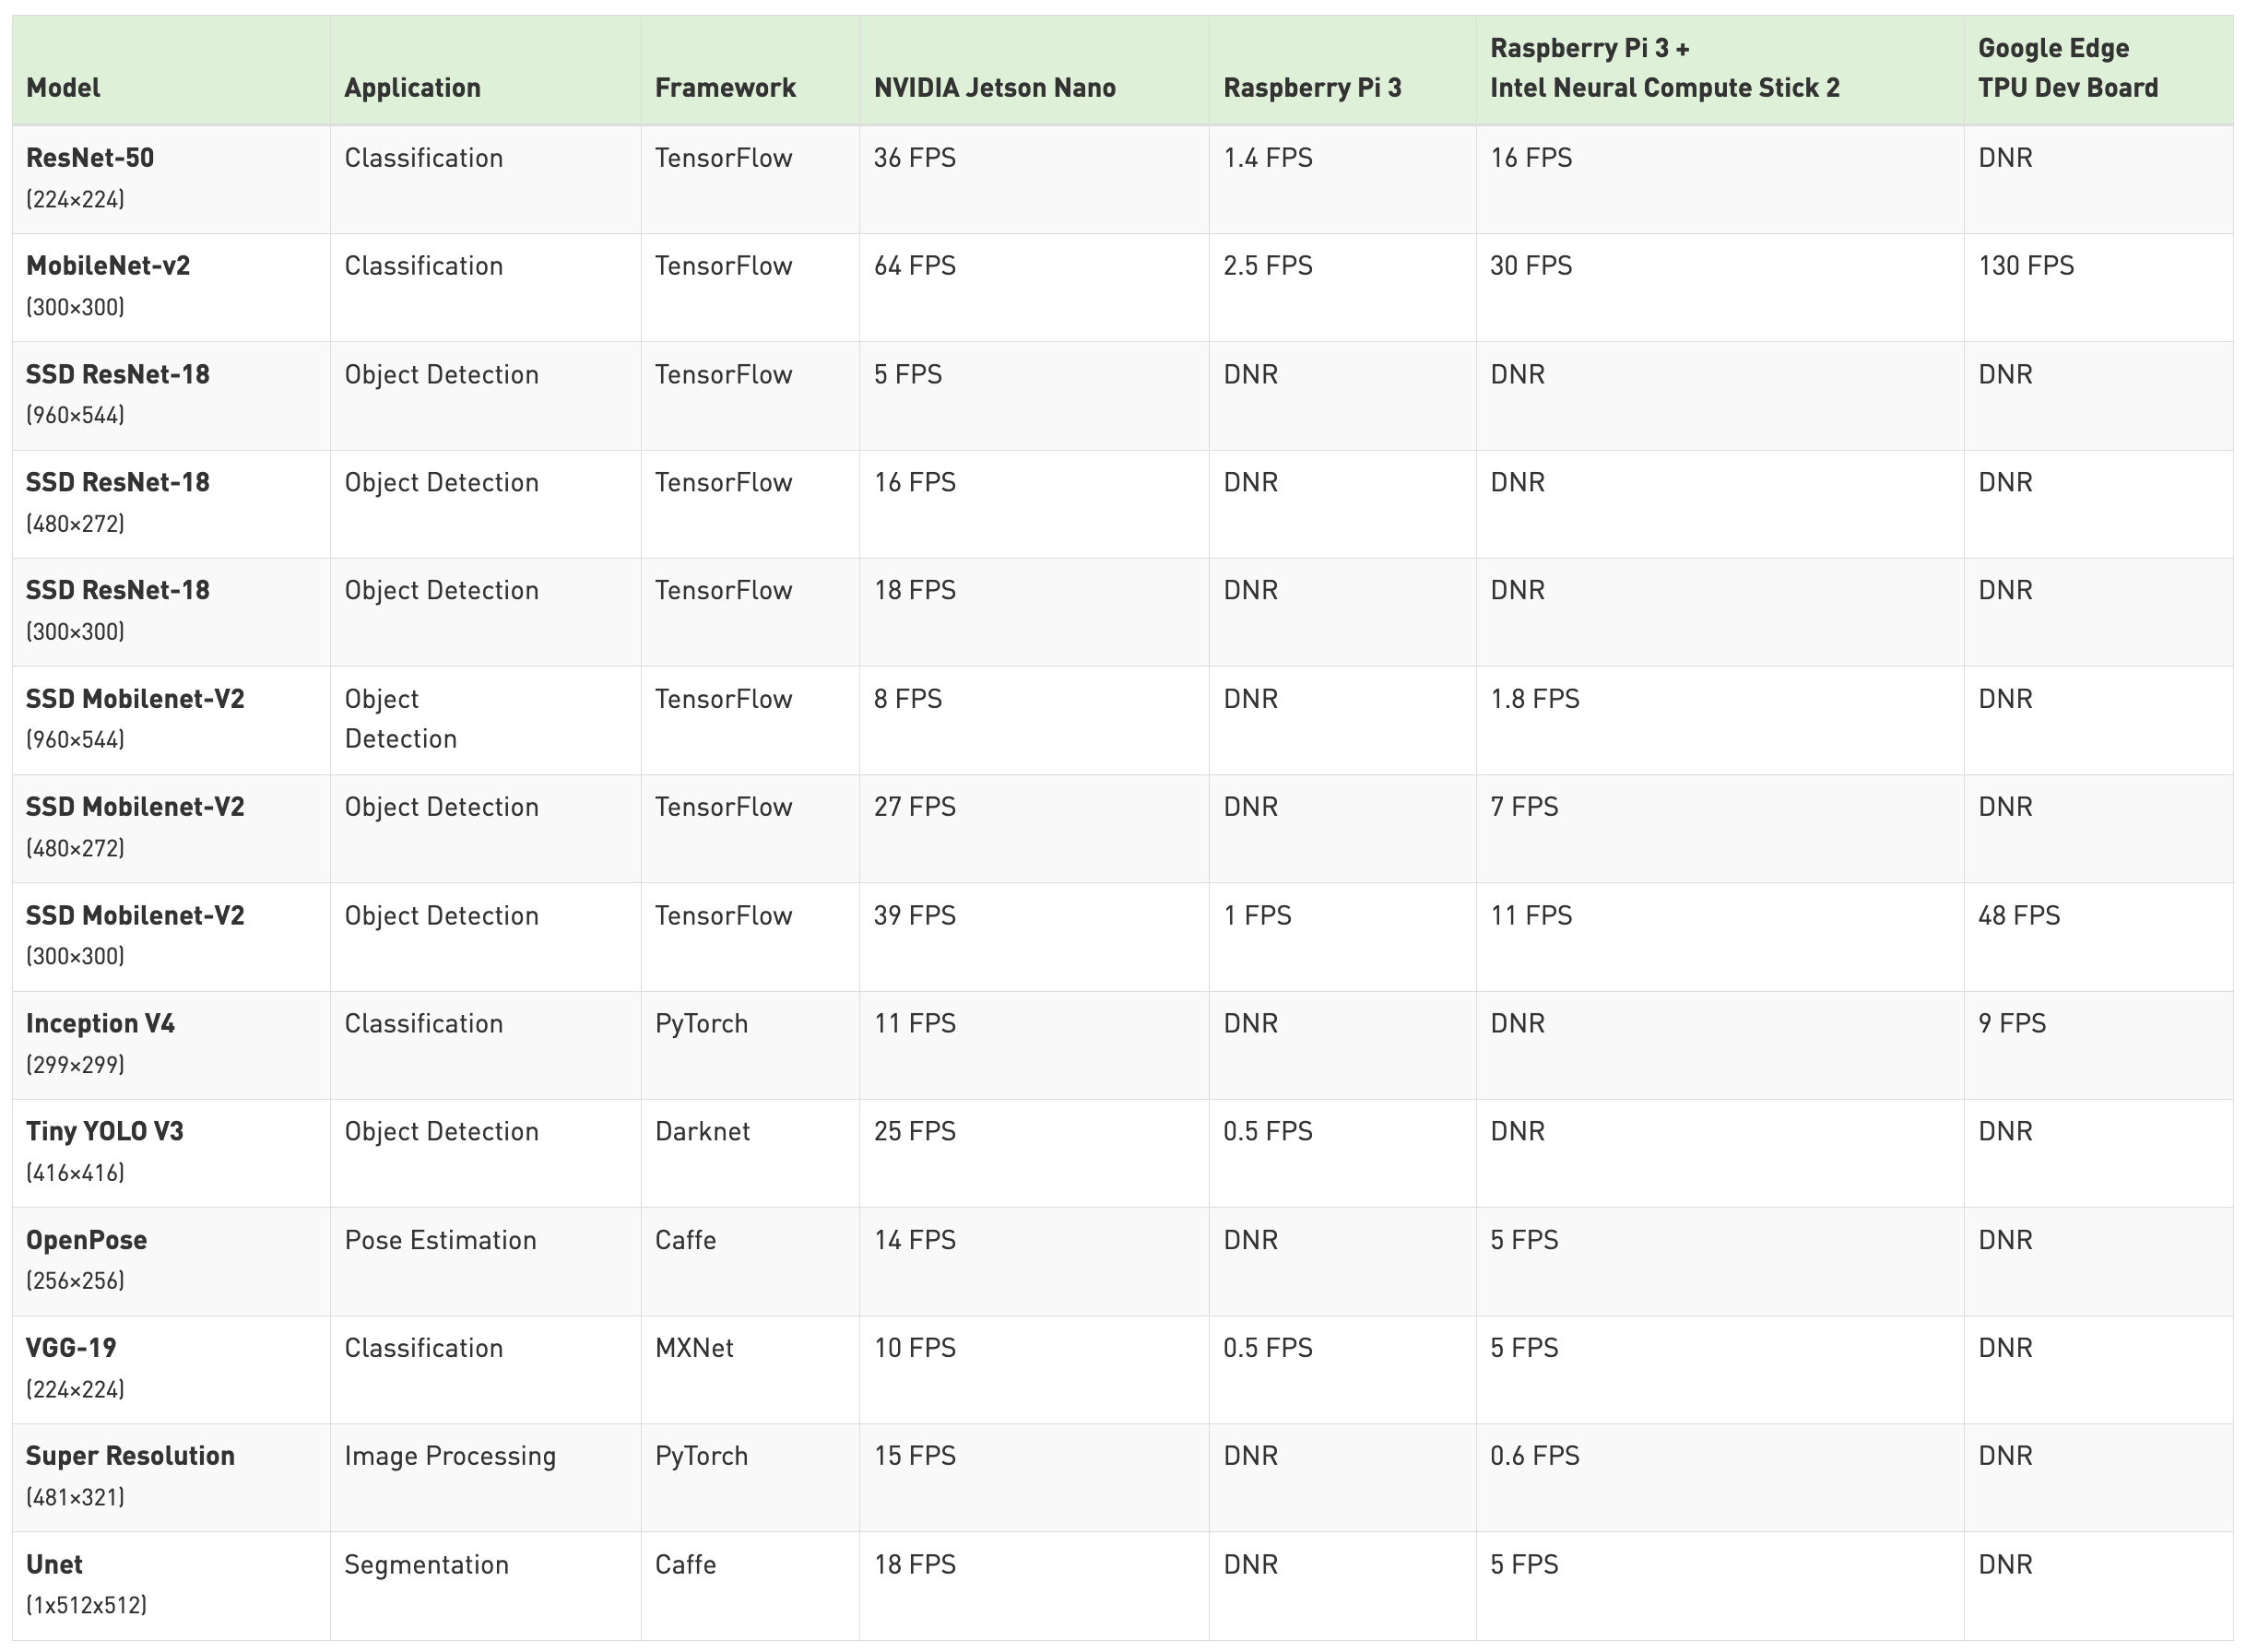 Model Application Framework NVIDIA Jetson Nano Raspberry Pi 3 Raspberry Pi 3 + Intel Neural Compute Stick 2 Google Edge TPU Dev Board
ResNet-50 Classification TensorFlow 36 FPS 1.4 FPS 16 FPS DNR
(224×224)
MobileNet-v2 Classification TensorFlow 64 FPS 2.5 FPS 30 FPS 130 FPS
(300×300)
SSD ResNet-18 Object Detection TensorFlow 5 FPS DNR DNR DNR
(960×544)
SSD ResNet-18 Object Detection TensorFlow 16 FPS DNR DNR DNR
(480×272)
SSD ResNet-18 Object Detection TensorFlow 18 FPS DNR DNR DNR
(300×300)
SSD Mobilenet-V2 Object Detection TensorFlow 8 FPS DNR 1.8 FPS DNR
(960×544)
SSD Mobilenet-V2 Object Detection TensorFlow 27 FPS DNR 7 FPS DNR
(480×272)
SSD Mobilenet-V2 Object Detection TensorFlow 39 FPS 1 FPS 11 FPS 48 FPS
(300×300)
Inception V4 Classification PyTorch 11 FPS DNR DNR 9 FPS
(299×299)
Tiny YOLO V3 Object Detection Darknet 25 FPS 0.5 FPS DNR DNR
(416×416)
OpenPose Pose Estimation Caffe 14 FPS DNR 5 FPS DNR
(256×256)
VGG-19 Classification MXNet 10 FPS 0.5 FPS 5 FPS DNR
(224×224)
Super Resolution Image Processing PyTorch 15 FPS DNR 0.6 FPS DNR
(481×321)
Unet Segmentation Caffe 18 FPS DNR 5 FPS DNR
(1x512x512)